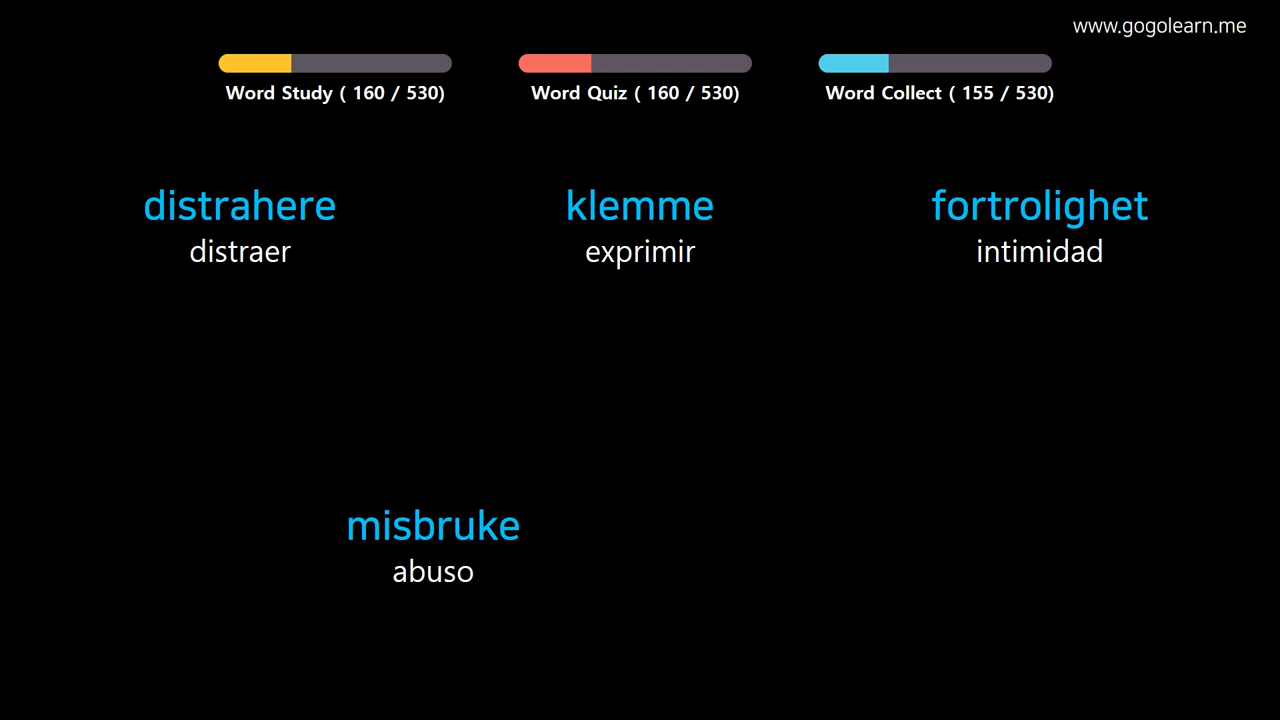 www.gogolearn.me
Word Study ( 160 / 530)
Word Quiz ( 160 / 530)
Word Collect ( 155 / 530)
distrahere
distraer
klemme
exprimir
fortrolighet
intimidad
misbruke
abuso